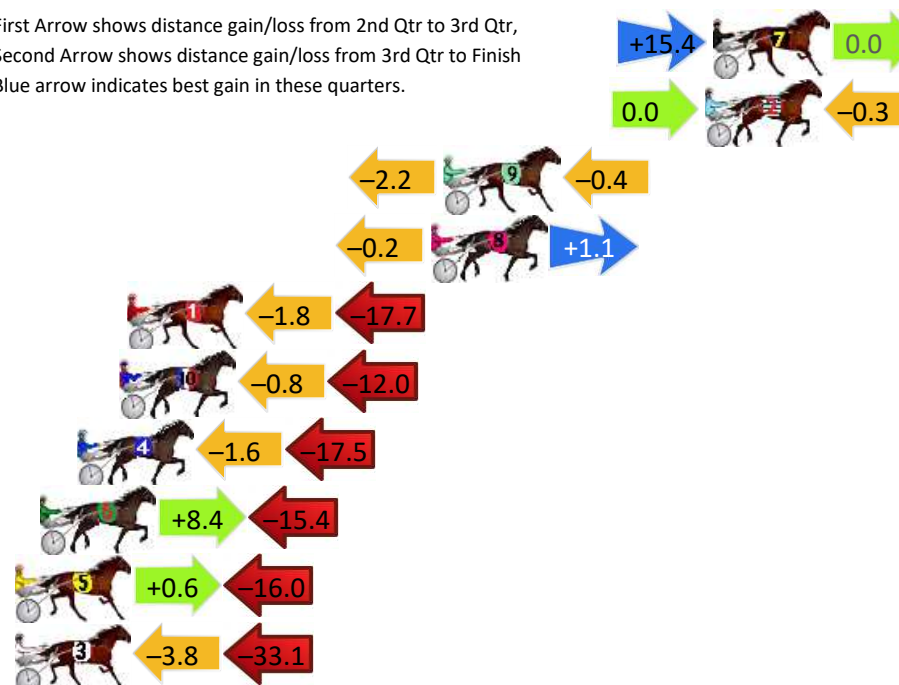 First Arrow shows distance gain/loss from 2nd Qtr to 3rd Qtr,
Second Arrow shows distance gain/loss from 3rd Qtr to Finish
Blue arrow indicates best gain in these quarters.
+15.4 7 0.0
0.0 –0.3
–2.2 9 –0.4
–0.2 8 +1.1
1 –1.8 –17.7
–0.8 –12.0
4 –1.6 –17.5
6 +8.4 –15.4
5 +0.6 –16.0
3 –3.8 –33.1